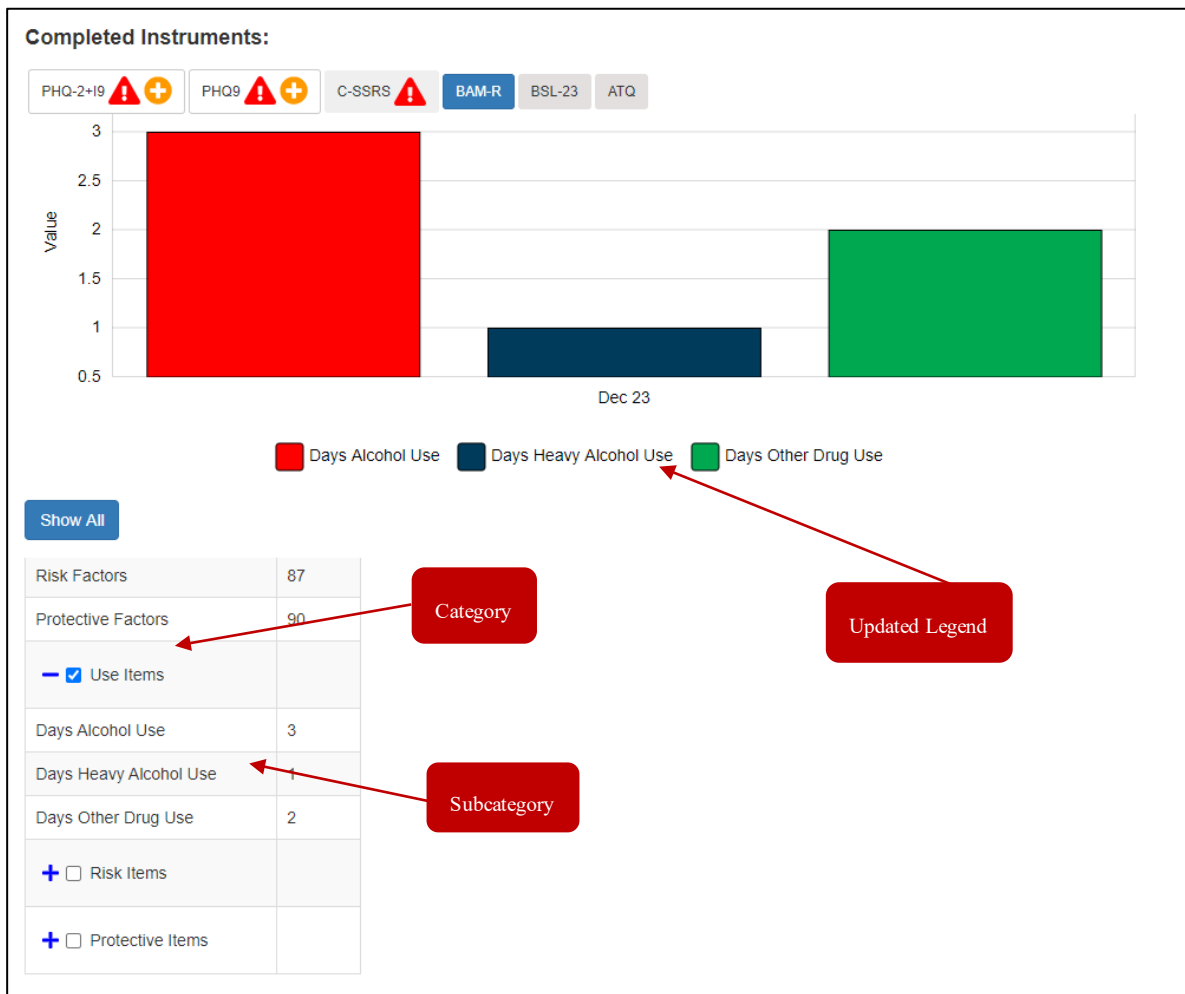 Completed Instruments:
PHQ-2+I9 PHQ9 C-SSRS BAM-R BSL-23 ATQ
3
2.5
2
1.5
1
0.5
Value
Dec 23
Days Alcohol Use Days Heavy Alcohol Use Days Other Drug Use
Show All
Risk Factors 87
Protective Factors 90
Use Items
Days Alcohol Use 3
Days Heavy Alcohol Use 1
Days Other Drug Use 2
Risk Items
Protective Items
Category
Subcategory
Updated Legend